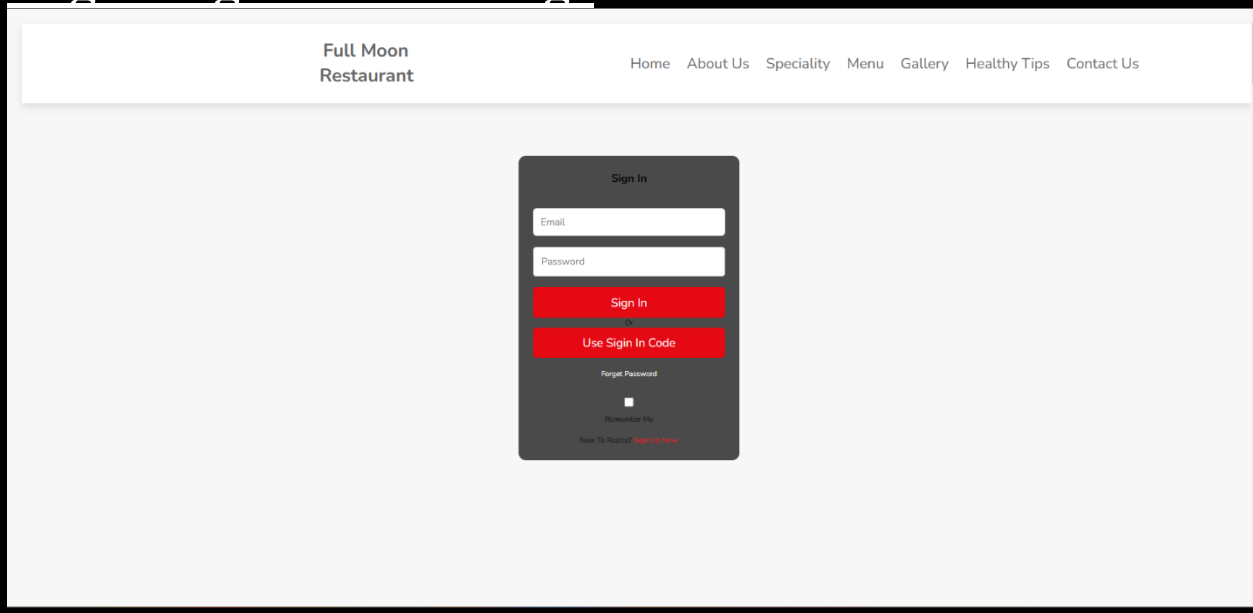 Full Moon
Restaurant
Home About Us Speciality Menu Gallery Healthy Tips Contact Us
Sign In
Email
Password
Sign In
Or
Use Sigin In Code
Forget Password
Remember Me
New To Sign Up Now